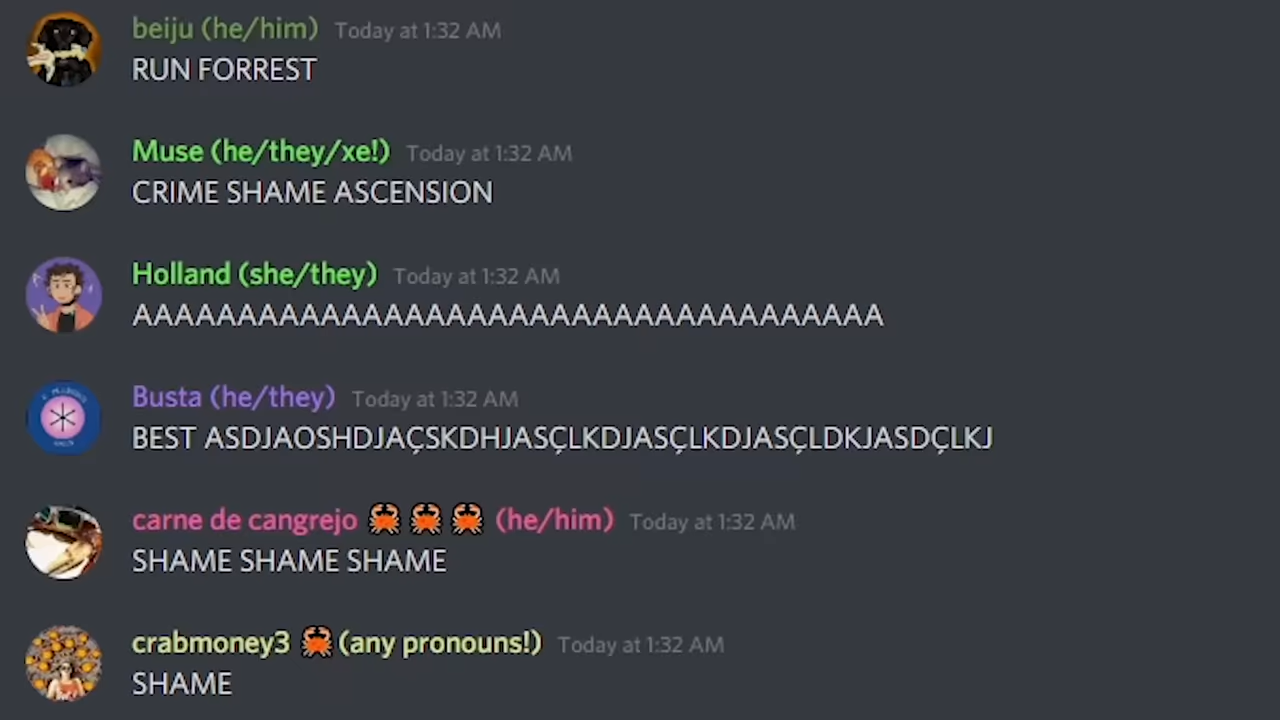 beiju (he/him) Today at 1:32 AM
RUN FORREST
Muse (he/they/xe!) Today at 1:32 AM
CRIME SHAME ASCENSION
Holland (she/they) Today at 1:32 AM
AAAAAAAAAAAAAAAAAAAAAAAAAAAAAAAAAAAA
Busta (he/they) Today at 1:32 AM
BEST ASDJAOSHDJAÇSKDHJASÇLKDJASÇLKDJASÇLDKJASDÇLKJ
carne de cangrejo 🦀 🦀 🦀 (he/him) Today at 1:32 AM
SHAME SHAME SHAME
crabmoney3 🦀 (any pronouns!) Today at 1:32 AM
SHAME